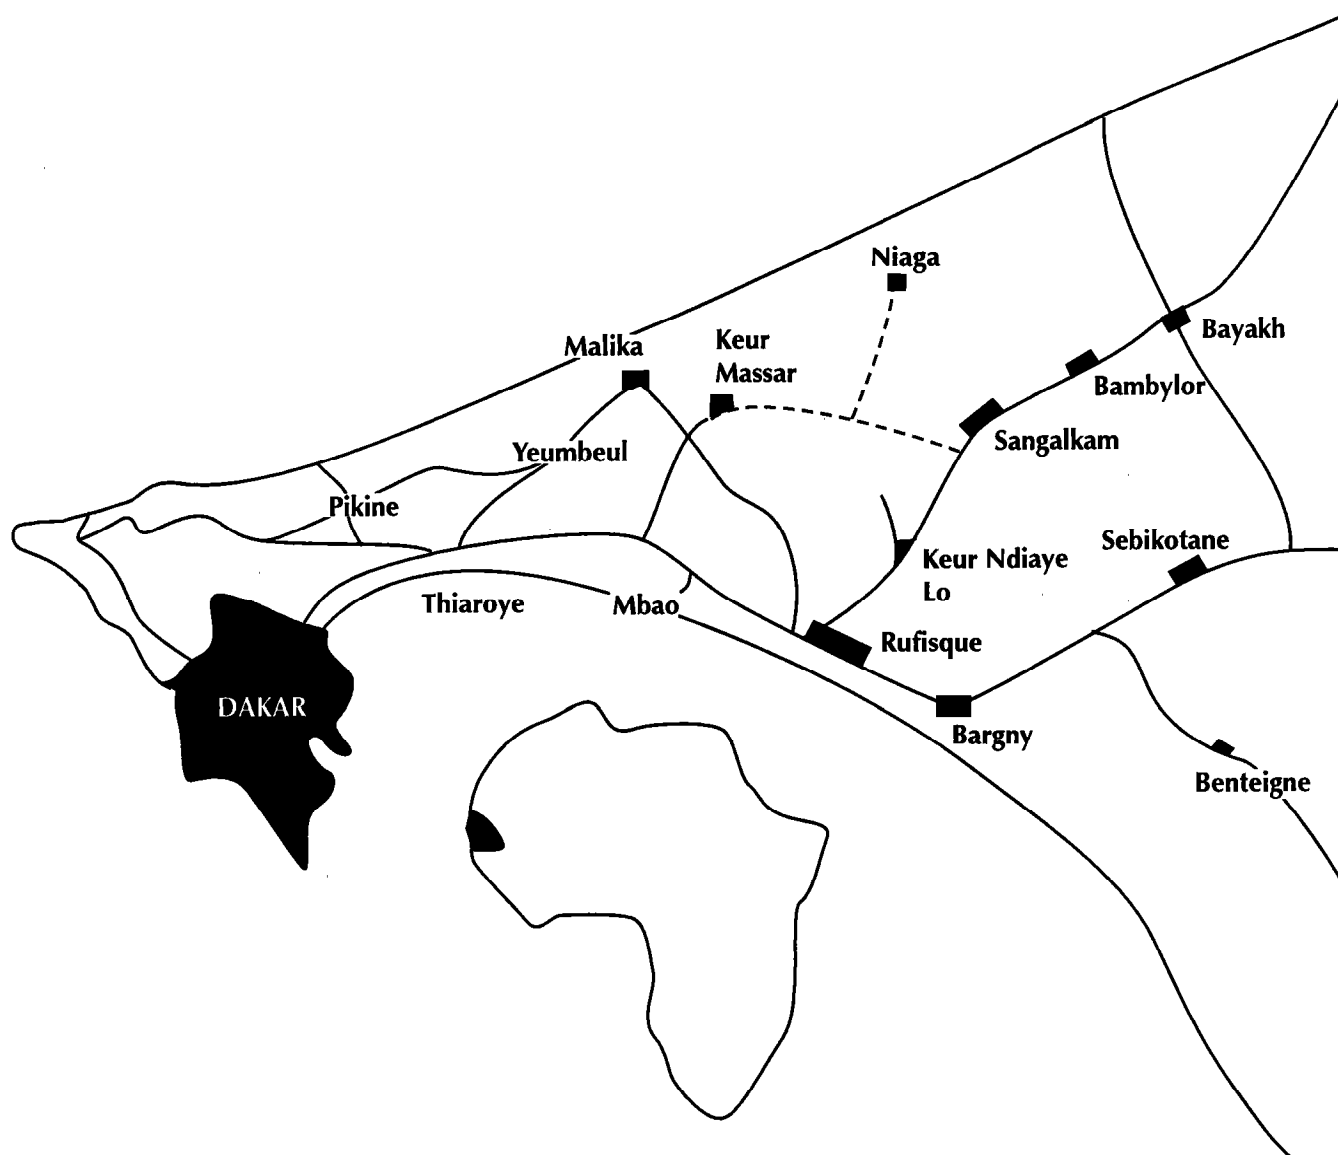 Niaga
Bayakh
Malika
Keur
Massar
Bambylor
Sangalkam
Yeumbeul
Pikine
Sebikotane
Keur Ndiaye
Lo
Thiaroye
Mbao
Rufisque
DAKAR
Bargny
Benteigne